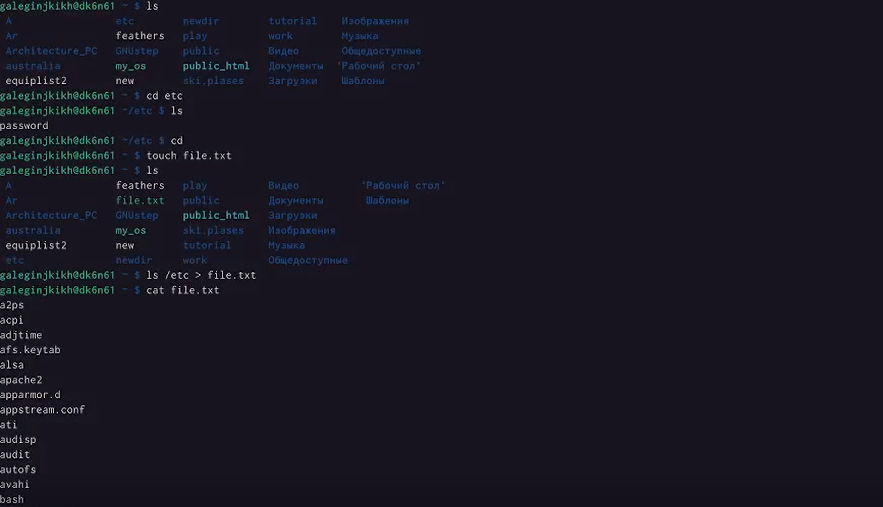 galeginjkikh@dk6n61 ~ $ ls
A etc newdir tutorial Изображения
Ar feathers play work Музыка
Architecture_PC GNUstep public Видео Общедоступные
australia my_os public_html Документы 'Рабочий стол'
equiplist2 new ski.plases Загрузки Шаблоны
galeginjkikh@dk6n61 ~ $ cd etc
galeginjkikh@dk6n61 ~/etc $ ls
password
galeginjkikh@dk6n61 ~/etc $ cd
galeginjkikh@dk6n61 ~ $ touch file.txt
galeginjkikh@dk6n61 ~ $ ls
A feathers play Видео 'Рабочий стол'
Ar file.txt public Документы Шаблоны
Architecture_PC GNUstep public_html Загрузки
australia my_os ski.plases Изображения
equiplist2 new tutorial Музыка
etc newdir work Общедоступные
galeginjkikh@dk6n61 ~ $ ls /etc > file.txt
galeginjkikh@dk6n61 ~ $ cat file.txt
a2ps
acpi
adjtime
afs.keytab
alsa
apache2
apparmor.d
appstream.conf
ati
audisp
audit
autofs
avahi
bash